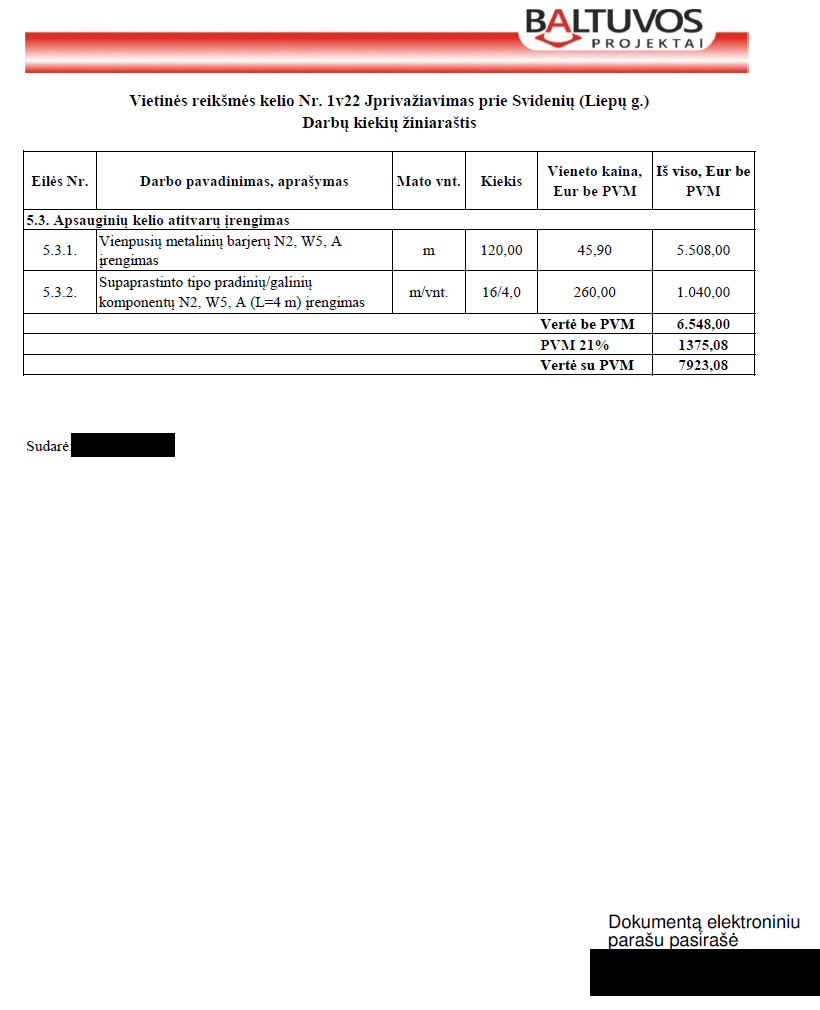 BALTUVOS
PROJEKTAI
Vietinės reikšmės kelio Nr. 1v22 Jprivažiavimas prie Svidenių (Liepų g.)
Darbų kiekių žiniaraštis
Eilės Nr. Darbo pavadinimas, aprašymas Mato vnt. Kiekis Vieneto kaina, Eur be PVM Iš viso, Eur be PVM
5.3. Apsauginių kelio atitvarų įrengimas
5.3.1. Vienpusių metalinių barjerų N2, W5, A įrengimas m 120,00 45,90 5.508,00
5.3.2. Supaprastinto tipo pradinių/galinių komponentų N2, W5, A (L=4 m) įrengimas m/vnt. 16/4,0 260,00 1.040,00
Vertė be PVM 6.548,00
PVM 21% 1375,08
Vertė su PVM 7923,08
Sudarė:
Dokumentą elektroniniu
parašu pasirašė